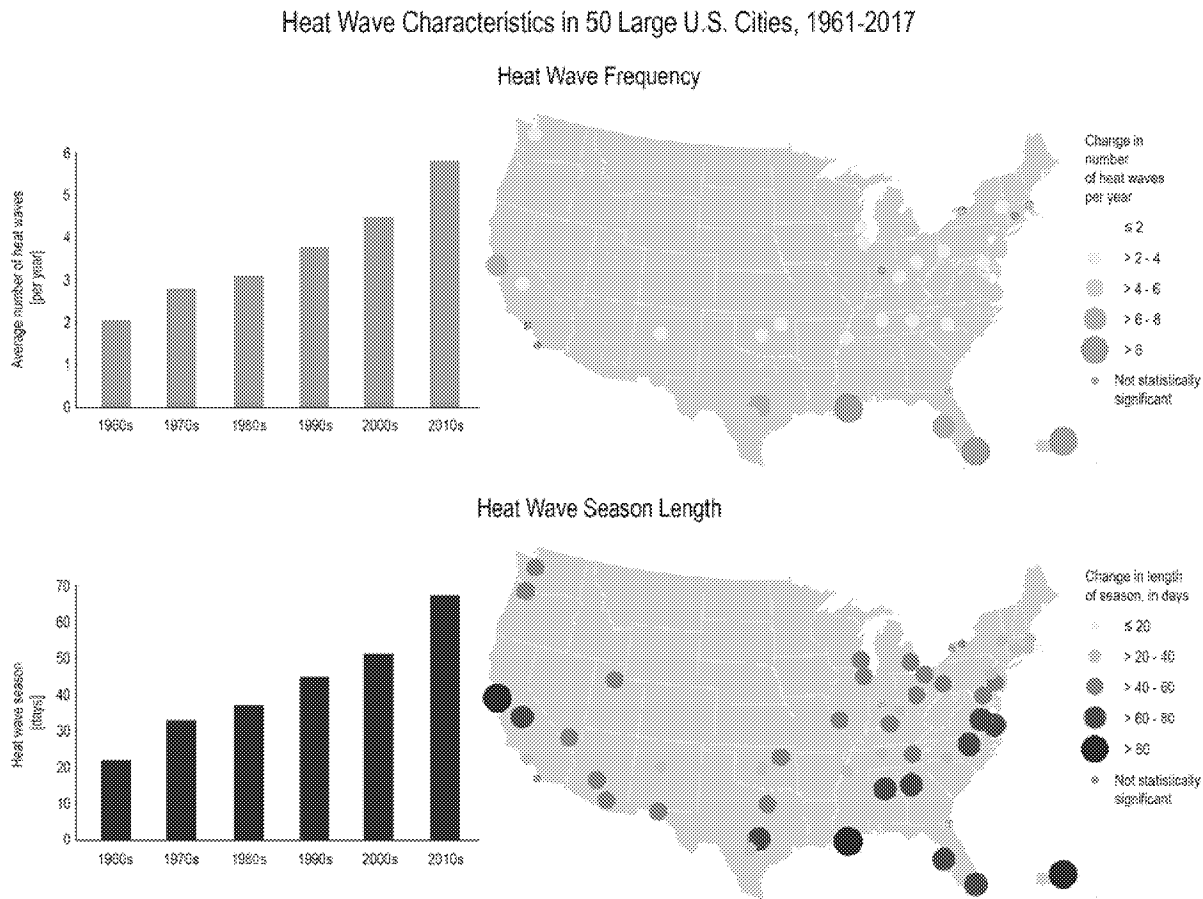 Heat Wave Characteristics in 50 Large U.S. Cities, 1961-2017
Heat Wave Frequency
Average number of heat waves
[per year]
6
5
4
3
2
1
0
1960s
1970s
1980s
1990s
2000s
2010s
Change in
number
of heat waves
per year
≤ 2
> 2 - 4
> 4 - 6
> 6 - 8
> 8
Not statistically
significant
Heat Wave Season Length
Heat wave season
[days]
70
60
50
40
30
20
10
0
1960s
1970s
1980s
1990s
2000s
2010s
Change in length
of season, in days
≤ 20
> 20 - 40
> 40 - 60
> 60 - 80
> 80
Not statistically
significant